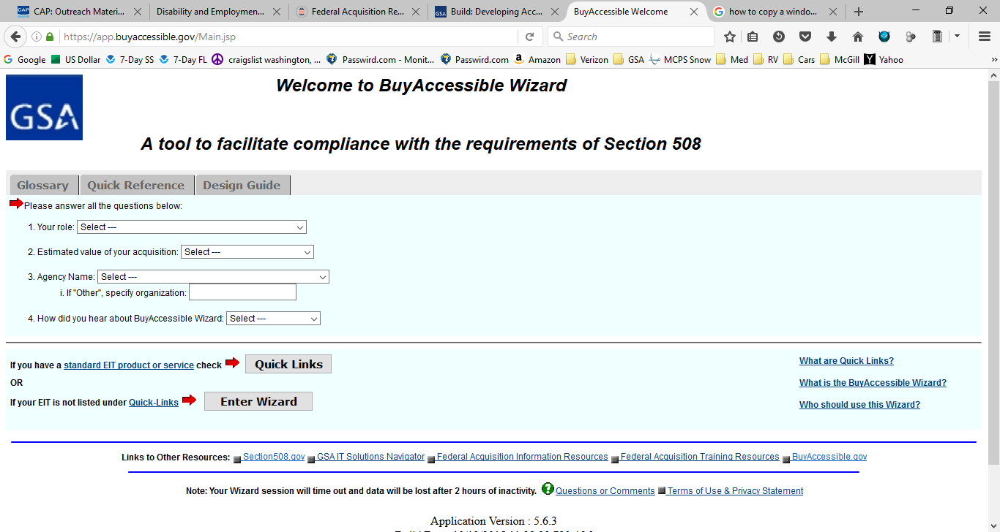 CAP: Outreach Materi... Disability and Employmen... Federal Acquisition Re... Build: Developing Acc... BuyAccessible Welcome how to copy a windo...
https://app.buyaccessible.gov/Main.jsp Search
Google US Dollar 7-Day SS 7-Day FL craigslist washington, ... Passwird.com - Monit... Passwird.com Amazon Verizon GSA MCPS Snow Med RV Cars McGill Yahoo
GSA
Welcome to BuyAccessible Wizard
A tool to facilitate compliance with the requirements of Section 508
Glossary Quick Reference Design Guide
Please answer all the questions below:
1. Your role: Select ---
2. Estimated value of your acquisition: Select ---
3. Agency Name: Select ---
i. If "Other", specify organization:
4. How did you hear about BuyAccessible Wizard: Select ---
If you have a standard EIT product or service check Quick Links
OR
If your EIT is not listed under Quick-Links Enter Wizard
What are Quick Links?
What is the BuyAccessible Wizard?
Who should use this Wizard?
Links to Other Resources: Section508.gov GSA IT Solutions Navigator Federal Acquisition Information Resources Federal Acquisition Training Resources BuyAccessible.gov
Note: Your Wizard session will time out and data will be lost after 2 hours of inactivity. Questions or Comments Terms of Use & Privacy Statement
Application Version : 5.6.3